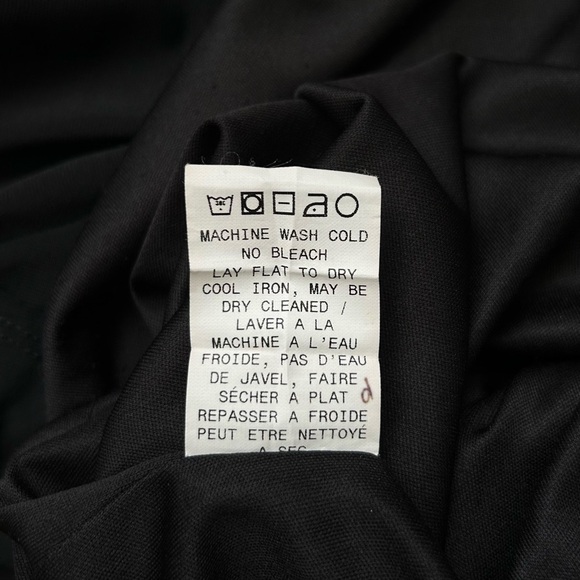 MACHINE WASH COLD
NO BLEACH
LAY FLAT TO DRY
COOL IRON, MAY BE
DRY CLEANED /
LAVER A LA
MACHINE A L'EAU
FROIDE, PAS D'EAU
DE JAVEL, FAIRE
SÉCHER A PLAT
REPASSER A FROIDE
PEUT ETRE NETTOYÉ
A SEC